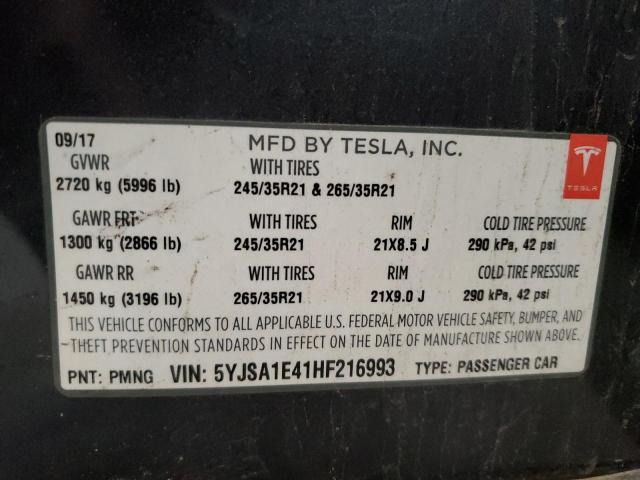 09/17 MFD BY TESLA, INC.
GVWR WITH TIRES
2720 kg (5996 lb) 245/35R21 & 265/35R21
TESLA
GAWR FRT WITH TIRES RIM COLD TIRE PRESSURE
1300 kg (2866 lb) 245/35R21 21X8.5 J 290 kPa, 42 psi
GAWR RR WITH TIRES RIM COLD TIRE PRESSURE
1450 kg (3196 lb) 265/35R21 21X9.0 J 290 kPa, 42 psi
THIS VEHICLE CONFORMS TO ALL APPLICABLE U.S. FEDERAL MOTOR VEHICLE SAFETY, BUMPER, AND
THEFT PREVENTION STANDARDS IN EFFECT ON THE DATE OF MANUFACTURE SHOWN ABOVE.
PNT: PMNG VIN: 5YJSA1E41HF216993 TYPE: PASSENGER CAR